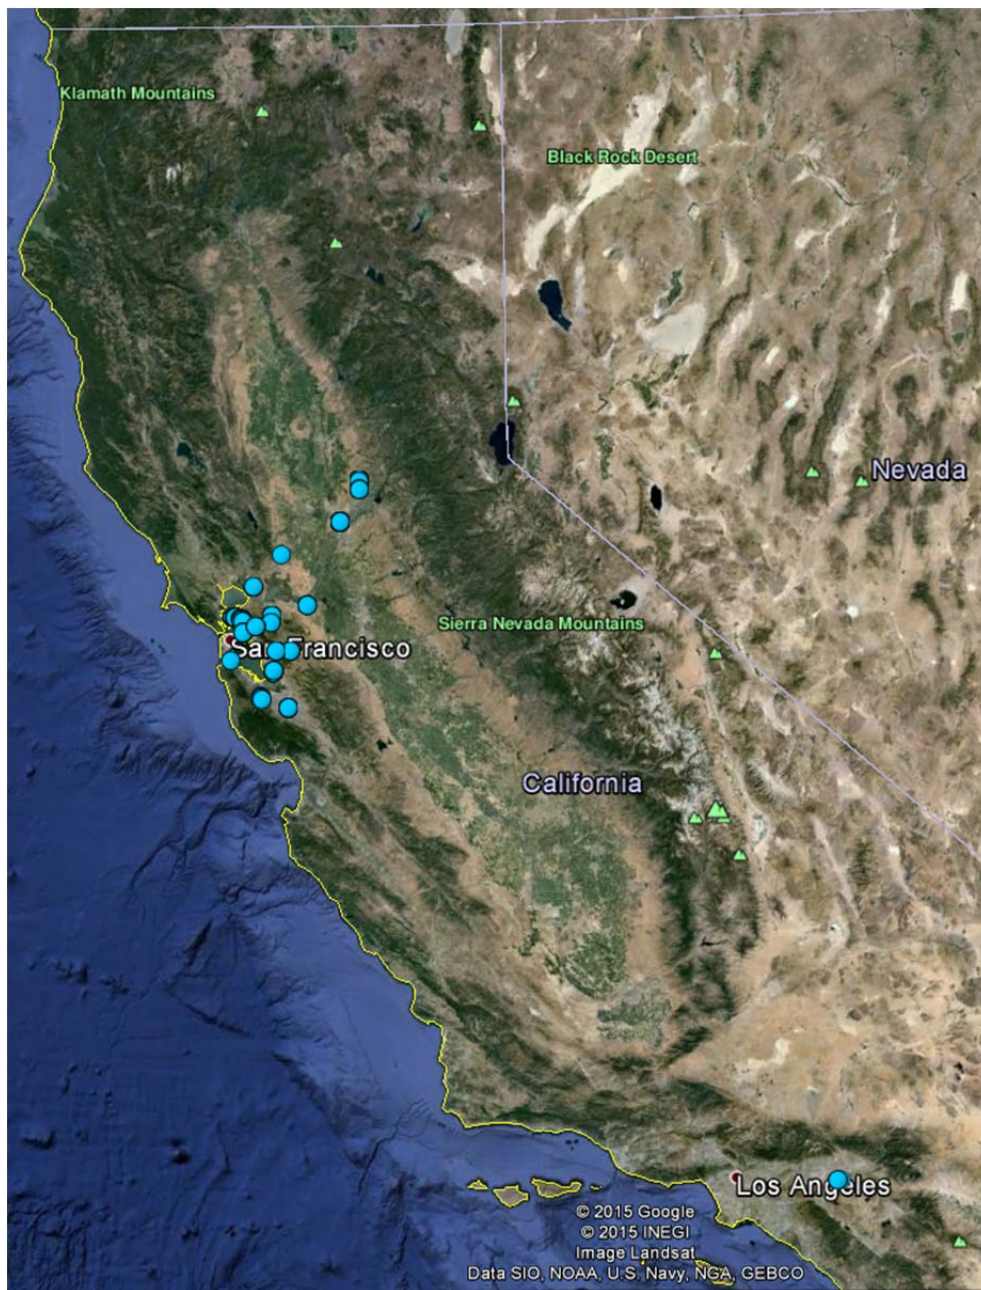 Klamath Mountains
Black Rock Desert
Nevada
Sierra Nevada Mountains
San Francisco
California
Los Angeles
© 2015 Google
© 2015 INEGI
Image Landsat
Data SIO, NOAA, U.S. Navy, NGA, GEBCO